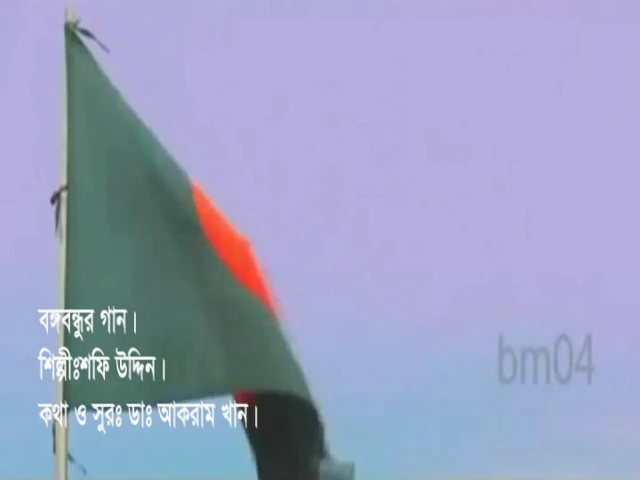 বঙ্গবন্ধুর গান।
শিল্পীঃশফি উদ্দিন।
কথা ও সুরঃ ডাঃ আকরাম খান।
bm04